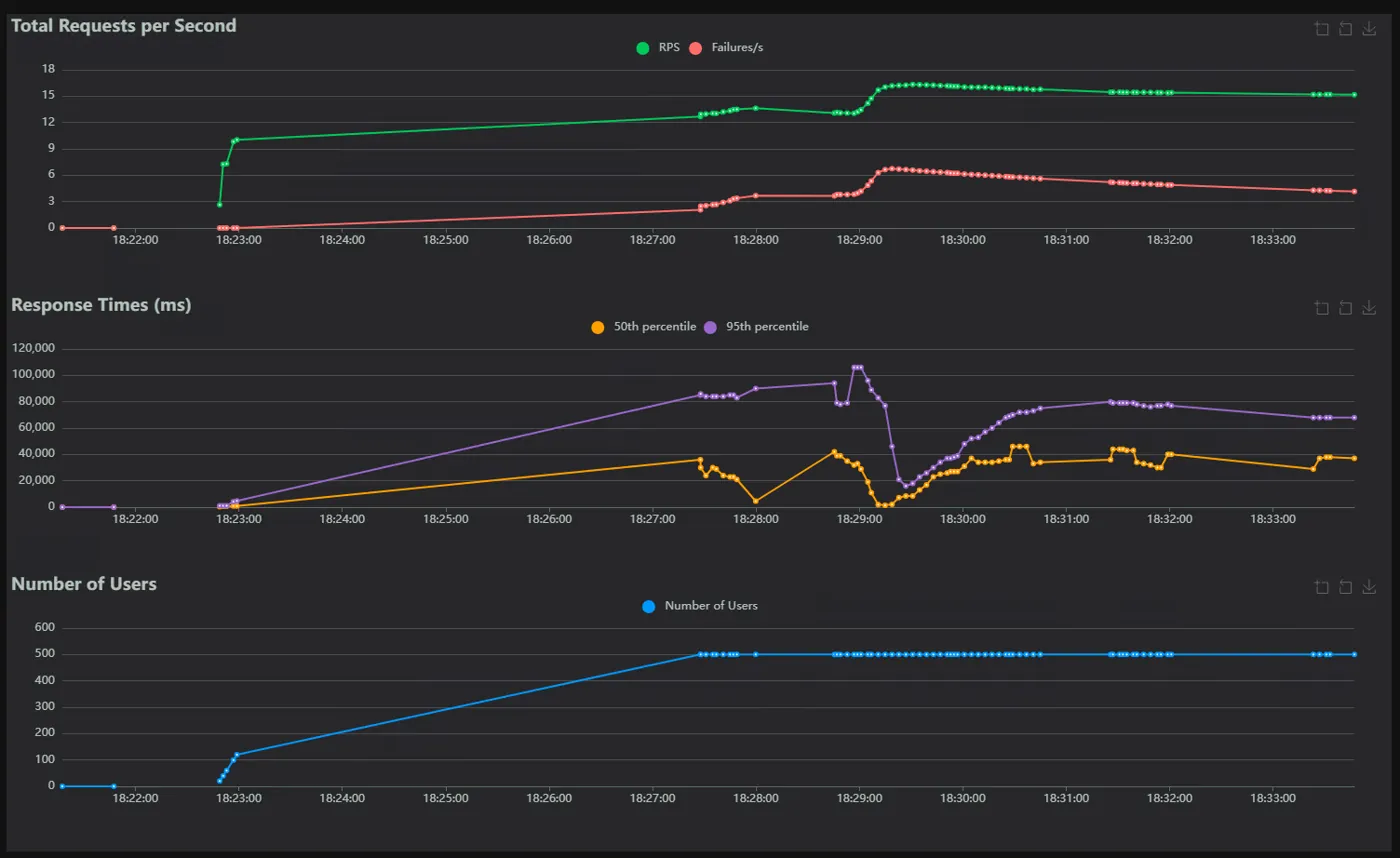 Total Requests per Second
RPS Failures/s
18
15
12
9
6
3
0
18:22:00 18:23:00 18:24:00 18:25:00 18:26:00 18:27:00 18:28:00 18:29:00 18:30:00 18:31:00 18:32:00 18:33:00
Response Times (ms)
50th percentile 95th percentile
120,000
100,000
80,000
60,000
40,000
20,000
0
18:22:00 18:23:00 18:24:00 18:25:00 18:26:00 18:27:00 18:28:00 18:29:00 18:30:00 18:31:00 18:32:00 18:33:00
Number of Users
Number of Users
600
500
400
300
200
100
0
18:22:00 18:23:00 18:24:00 18:25:00 18:26:00 18:27:00 18:28:00 18:29:00 18:30:00 18:31:00 18:32:00 18:33:00